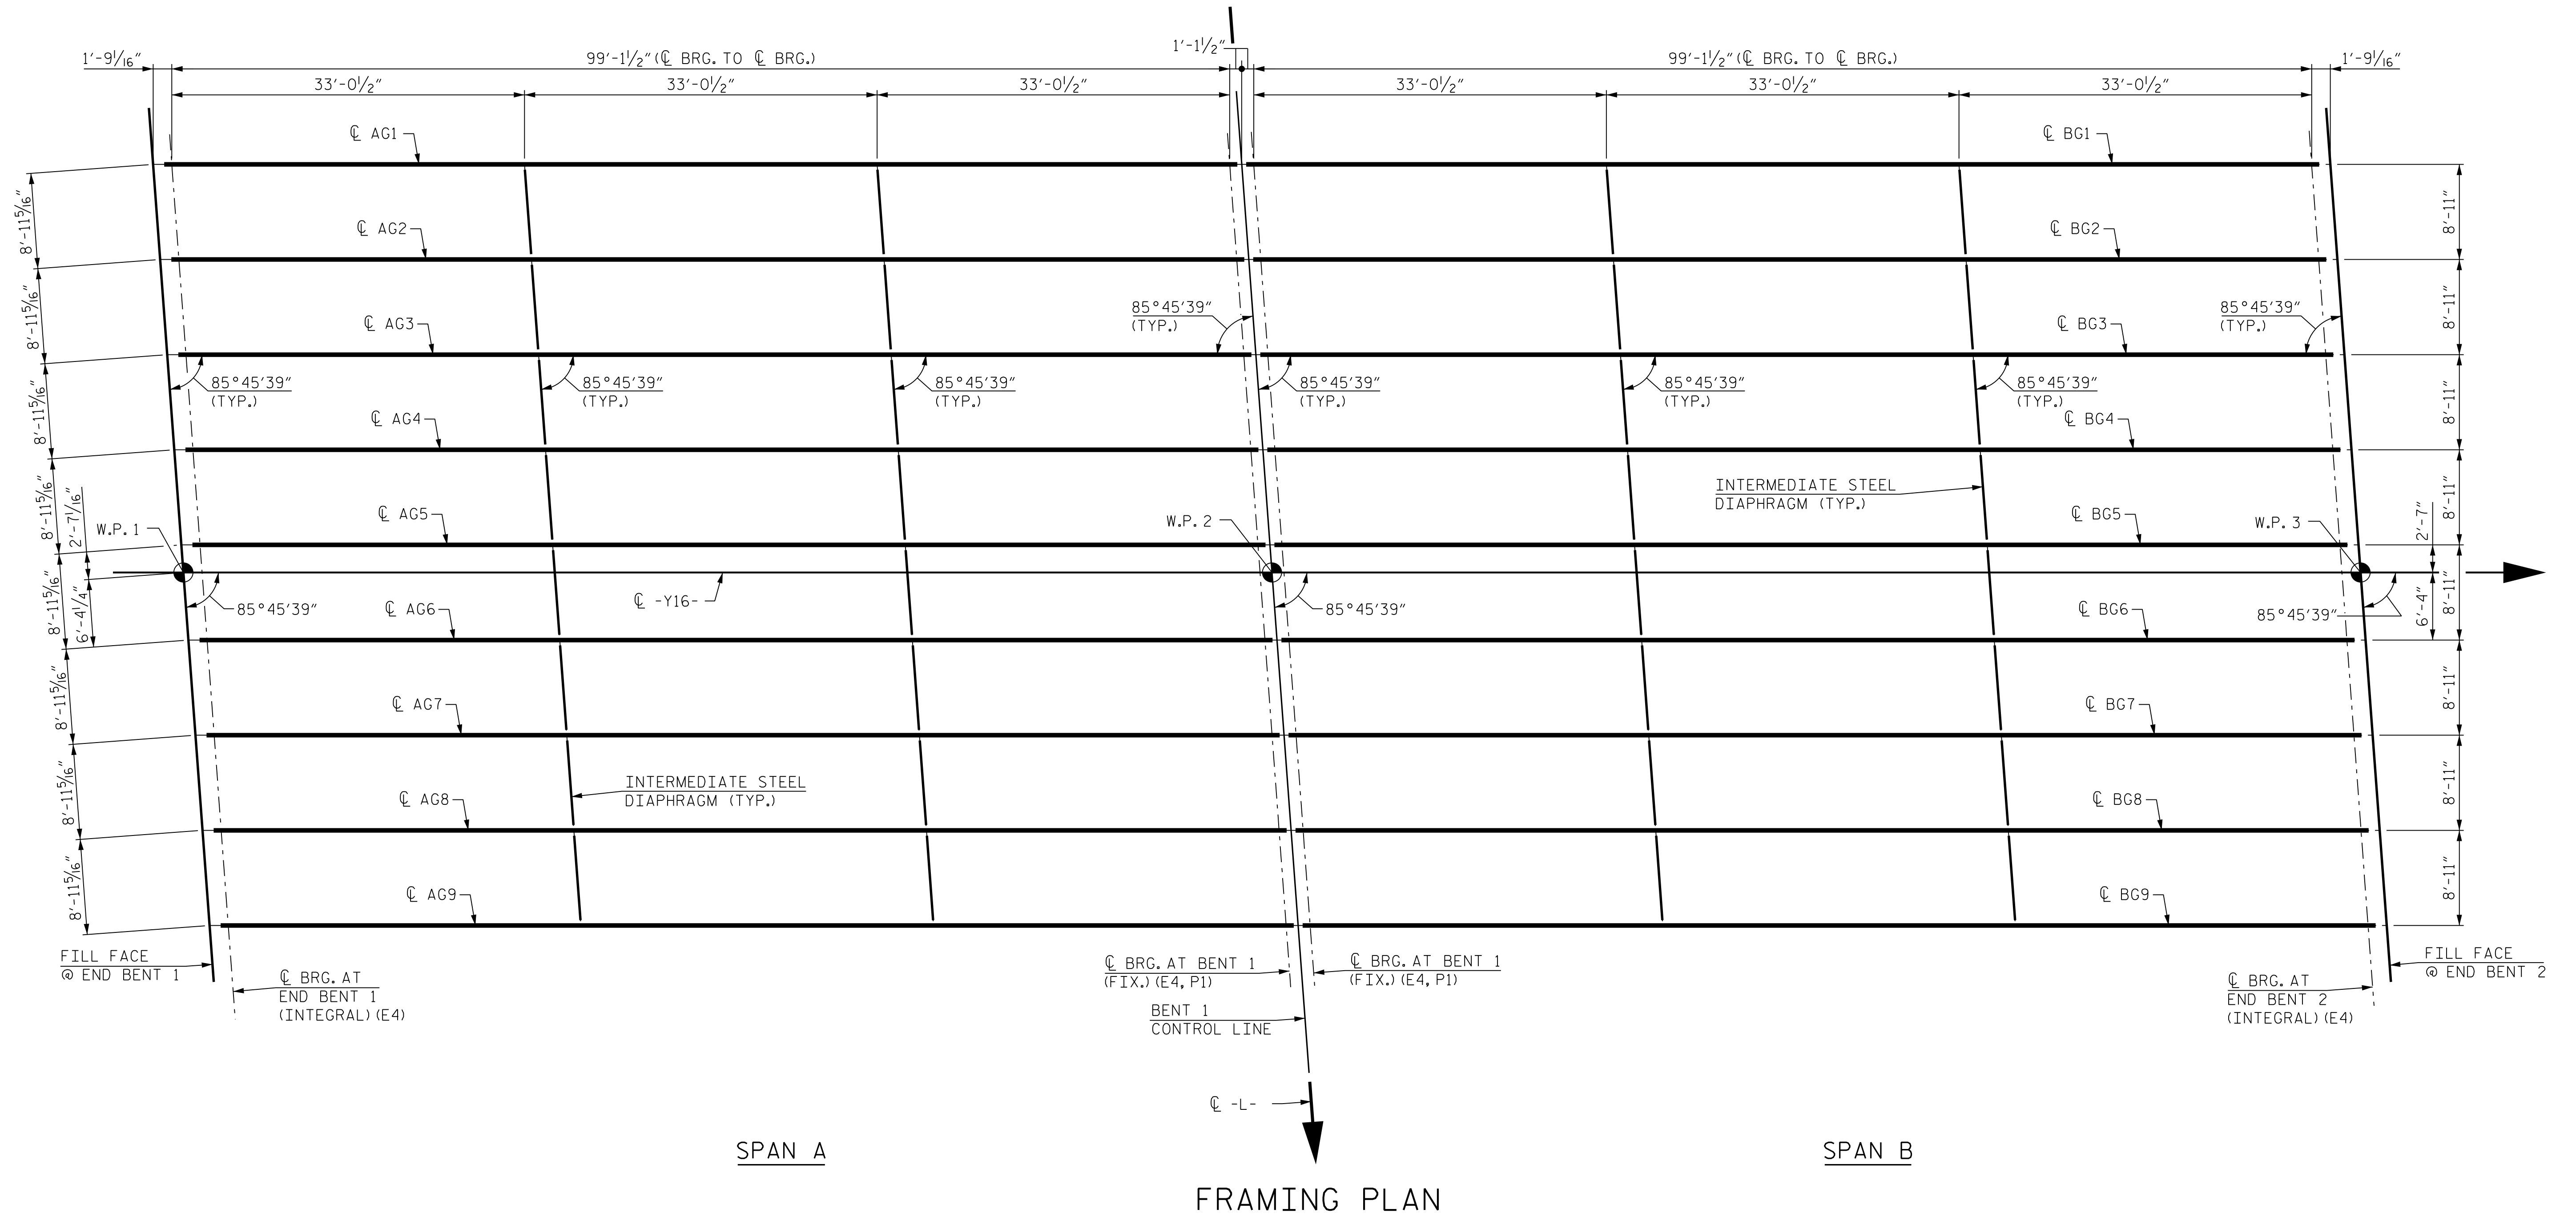 1'-9 1/16"
99'-1 1/2" (℄ BRG. TO ℄ BRG.)
1'-1 1/2"
99'-1 1/2" (℄ BRG. TO ℄ BRG.)
1'-9 1/16"
33'-0 1/2"
33'-0 1/2"
33'-0 1/2"
33'-0 1/2"
33'-0 1/2"
33'-0 1/2"
℄ AG1
℄ BG1
8'-11 5/16"
8'-11"
℄ AG2
℄ BG2
8'-11 5/16"
8'-11"
85°45'39"
(TYP.)
85°45'39"
(TYP.)
℄ AG3
℄ BG3
85°45'39"
(TYP.)
85°45'39"
(TYP.)
85°45'39"
(TYP.)
85°45'39"
(TYP.)
85°45'39"
(TYP.)
85°45'39"
(TYP.)
8'-11 5/16"
8'-11"
℄ AG4
℄ BG4
INTERMEDIATE STEEL
DIAPHRAGM (TYP.)
8'-11 5/16"
8'-11"
2'-7 1/16"
2'-7"
℄ AG5
℄ BG5
W.P. 1
W.P. 2
W.P. 3
8'-11 5/16"
8'-11"
6'-4 1/4"
6'-4"
85°45'39"
℄ -Y16-
85°45'39"
85°45'39"
℄ AG6
℄ BG6
8'-11 5/16"
8'-11"
℄ AG7
℄ BG7
8'-11 5/16"
8'-11"
INTERMEDIATE STEEL
DIAPHRAGM (TYP.)
℄ AG8
℄ BG8
8'-11 5/16"
8'-11"
℄ AG9
℄ BG9
FILL FACE
@ END BENT 1
℄ BRG. AT
END BENT 1
(INTEGRAL) (E4)
℄ BRG. AT BENT 1
(FIX.) (E4, P1)
℄ BRG. AT BENT 1
(FIX.) (E4, P1)
BENT 1
CONTROL LINE
℄ BRG. AT
END BENT 2
(INTEGRAL) (E4)
FILL FACE
@ END BENT 2
℄ -L-
SPAN A
SPAN B
FRAMING PLAN